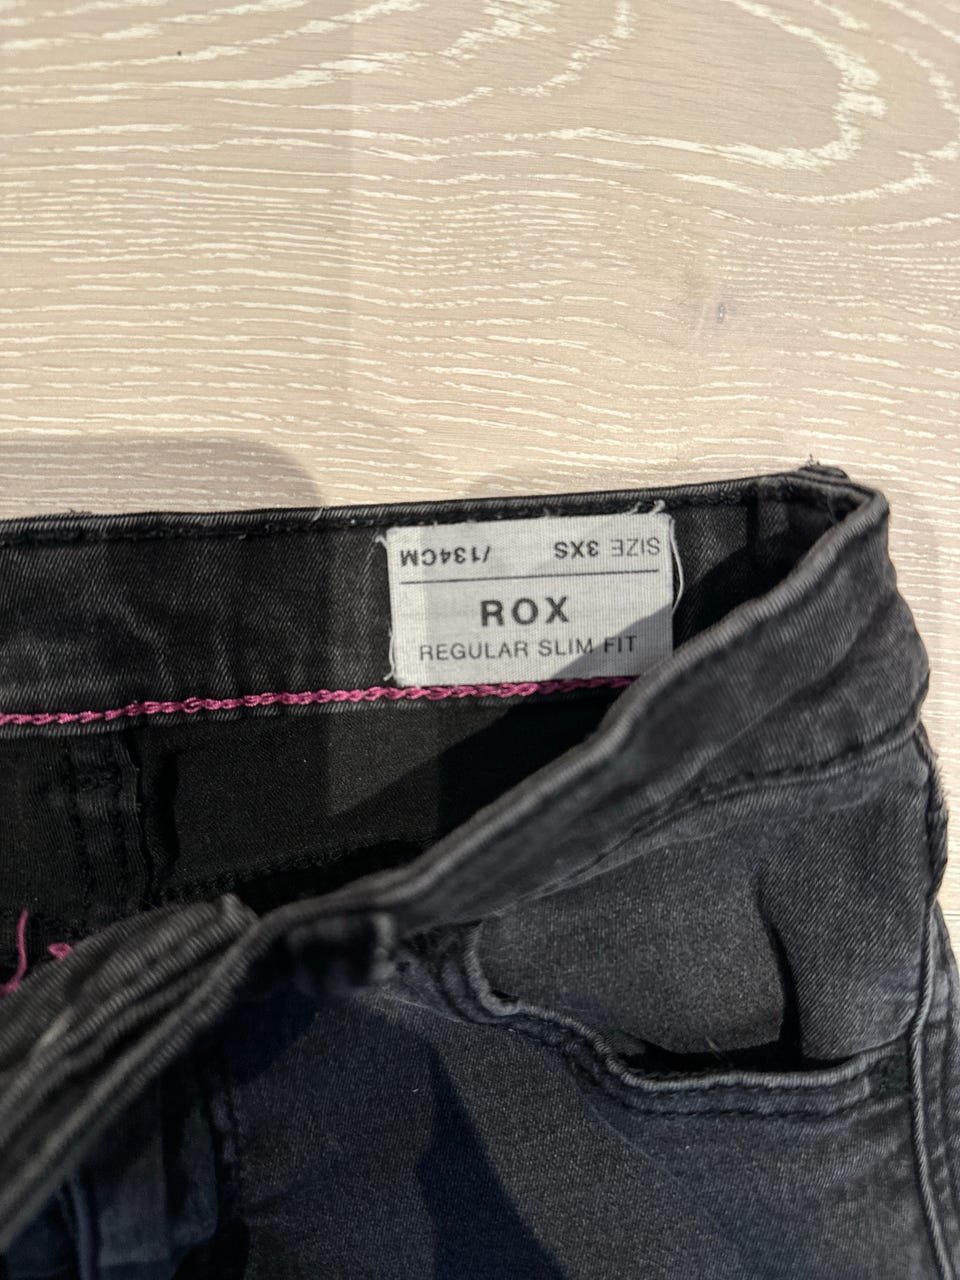 SIZE 3XS /134CM
ROX
REGULAR SLIM FIT